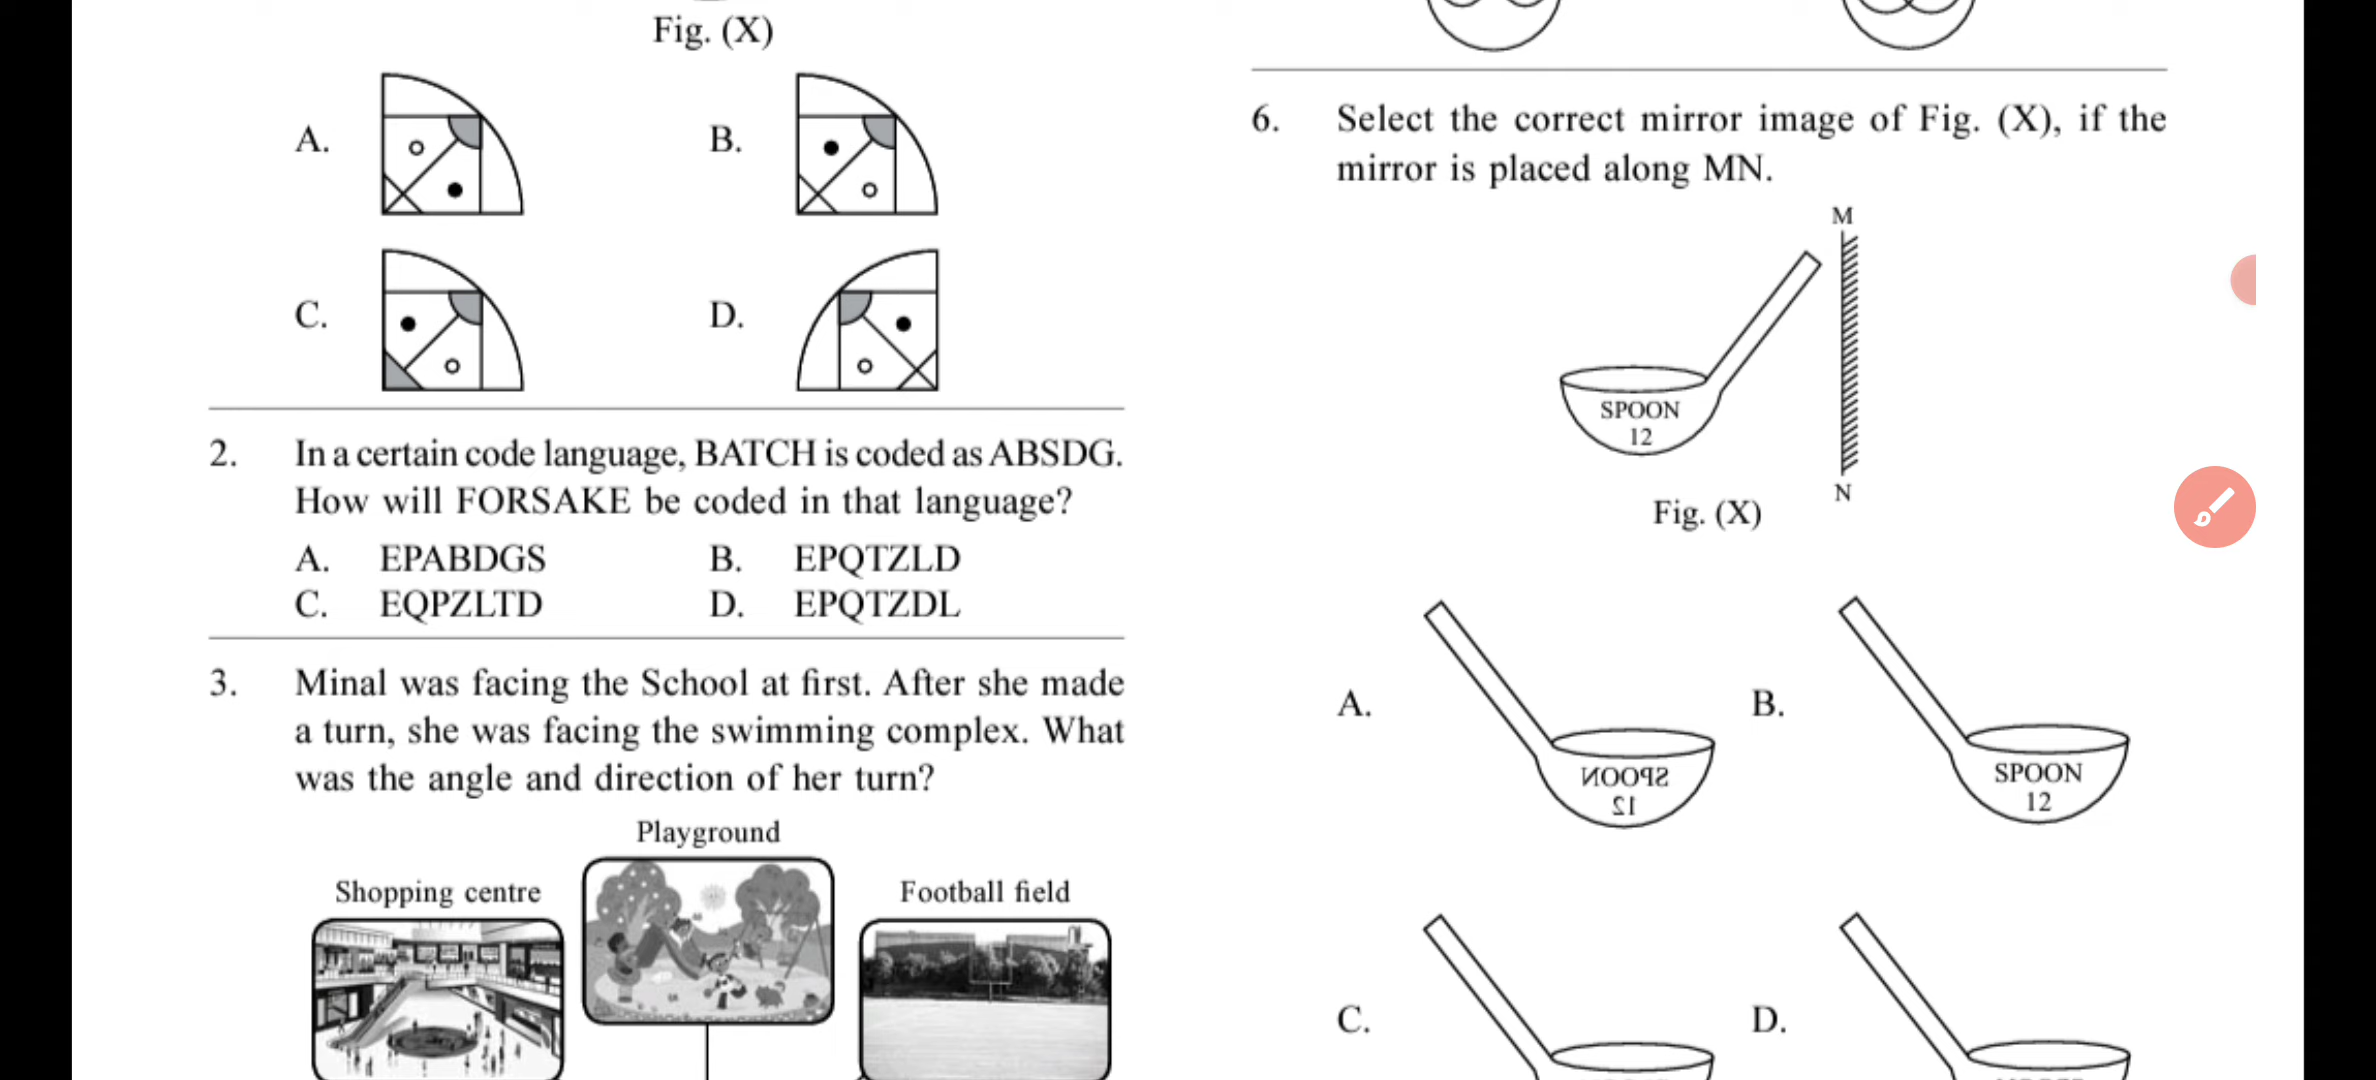 Fig. (X)
A.
B.
C.
D.
2. In a certain code language, BATCH is coded as ABSDG.
How will FORSAKE be coded in that language?
A. EPABDGS B. EPQTZLD
C. EQPZLTD D. EPQTZDL
3. Minal was facing the School at first. After she made
a turn, she was facing the swimming complex. What
was the angle and direction of her turn?
Playground
Shopping centre
Football field
6. Select the correct mirror image of Fig. (X), if the
mirror is placed along MN.
M
SPOON
12
N
Fig. (X)
A.
SPOON
12
B.
SPOON
12
C.
D.